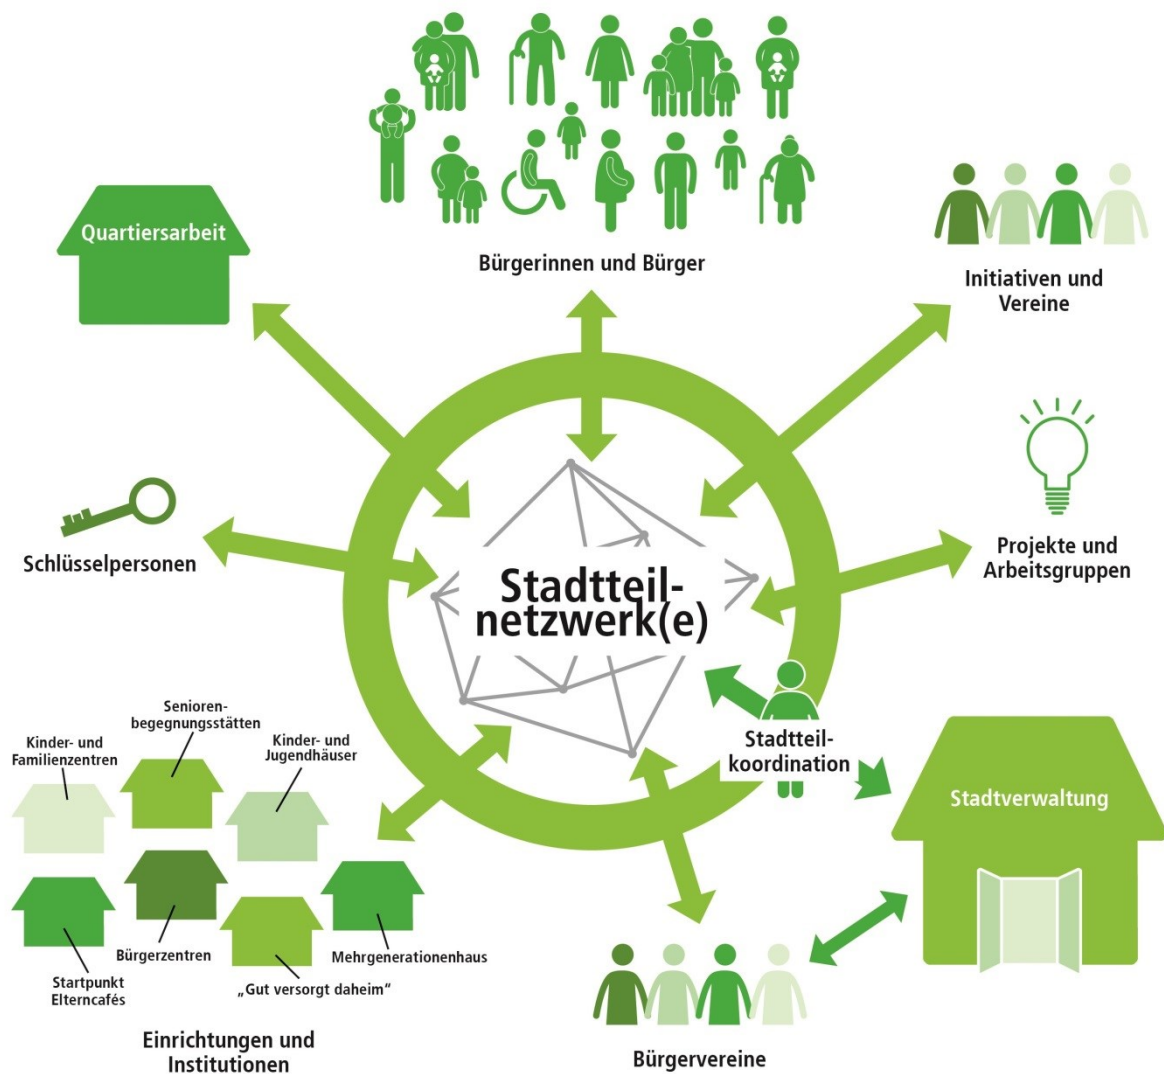 Quartiersarbeit
Bürgerinnen und Bürger
Initiativen und
Vereine
Schlüsselpersonen
Projekte und
Arbeitsgruppen
Stadtteil-
netzwerk(e)
Stadtteil-
koordination
Stadtverwaltung
Senioren-
begegnungsstätten
Kinder- und
Familienzentren
Kinder- und
Jugendhäuser
Bürgerzentren
Mehrgenerationenhaus
Startpunkt
Elterncafés
„Gut versorgt daheim“
Einrichtungen und
Institutionen
Bürgervereine